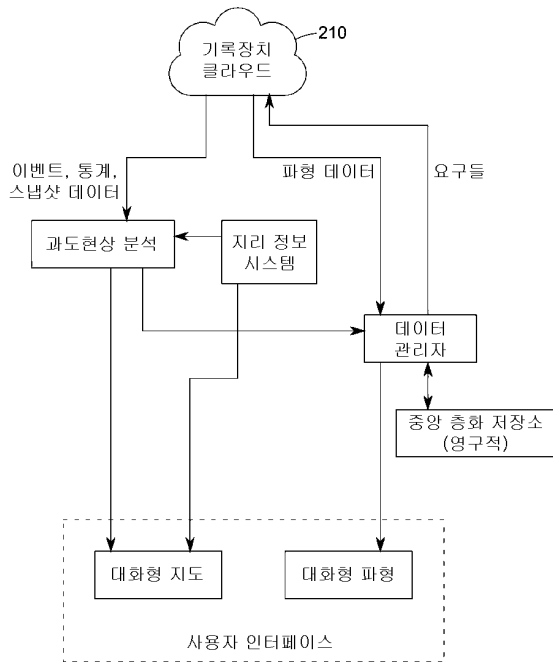 210
기록장치
클라우드
이벤트, 통계,
스냅샷 데이터
파형 데이터
요구들
과도현상 분석
지리 정보
시스템
데이터
관리자
중앙 층화 저장소
(영구적)
대화형 지도
대화형 파형
사용자 인터페이스